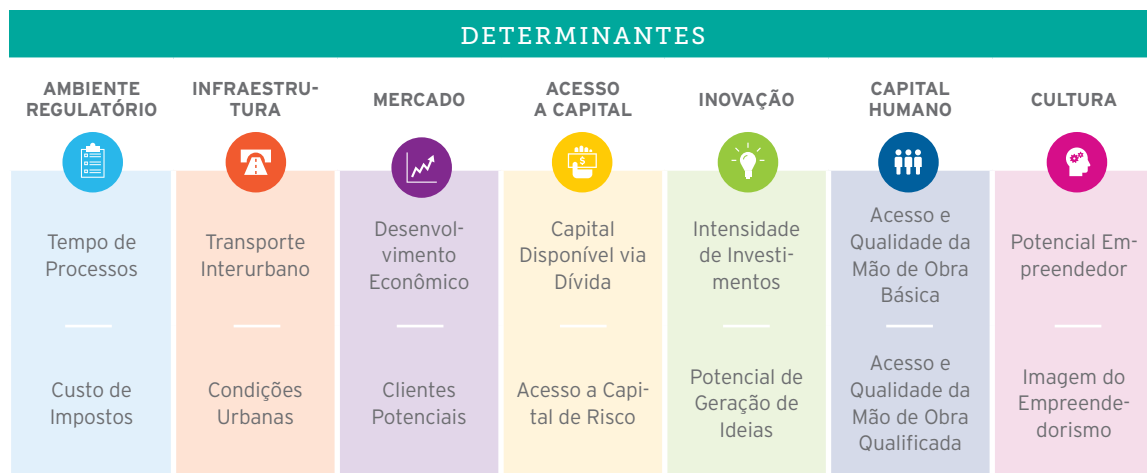 DETERMINANTES
AMBIENTE
REGULATÓRIO
INFRAESTRU-
TURA
MERCADO
ACESSO
A CAPITAL
INOVAÇÃO
CAPITAL
HUMANO
CULTURA
$
Tempo de
Processos
Transporte
Interurbano
Desenvol-
vimento
Econômico
Capital
Disponível via
Dívida
Intensidade
de Investi-
mentos
Acesso e
Qualidade da
Mão de Obra
Básica
Potencial Em-
preendedor
Custo de
Impostos
Condições
Urbanas
Clientes
Potenciais
Acesso a Capi-
tal de Risco
Potencial de
Geração de
Ideias
Acesso e
Qualidade da
Mão de Obra
Qualificada
Imagem do
Empreende-
dorismo